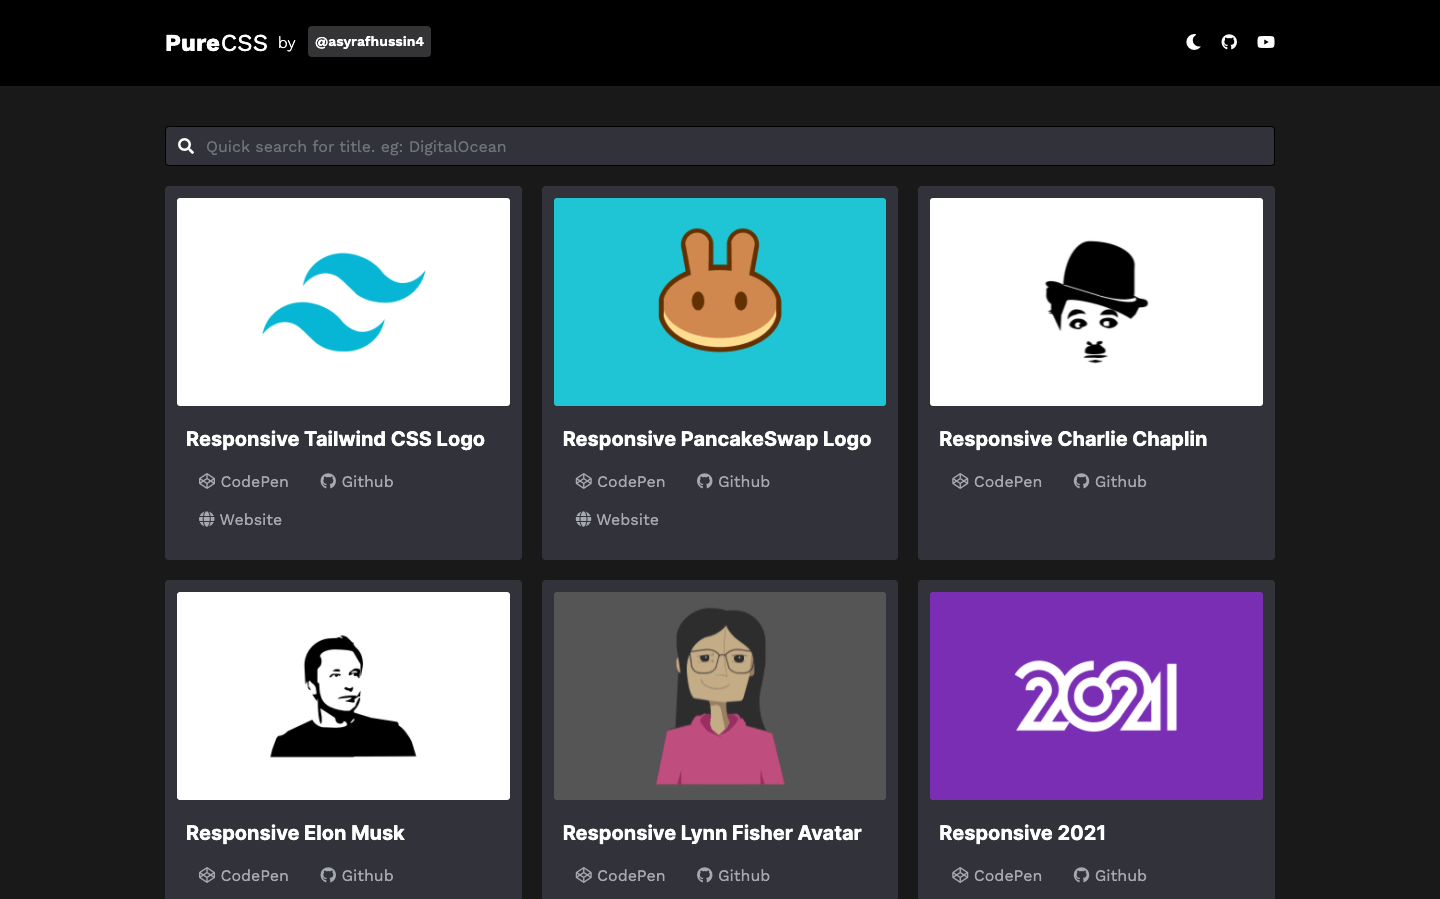 PureCSS by @asyrafhussin4
Quick search for title. eg: DigitalOcean
Responsive Tailwind CSS Logo
CodePen Github
Website
Responsive PancakeSwap Logo
CodePen Github
Website
Responsive Charlie Chaplin
CodePen Github
Responsive Elon Musk
CodePen Github
Responsive Lynn Fisher Avatar
CodePen Github
2021
Responsive 2021
CodePen Github